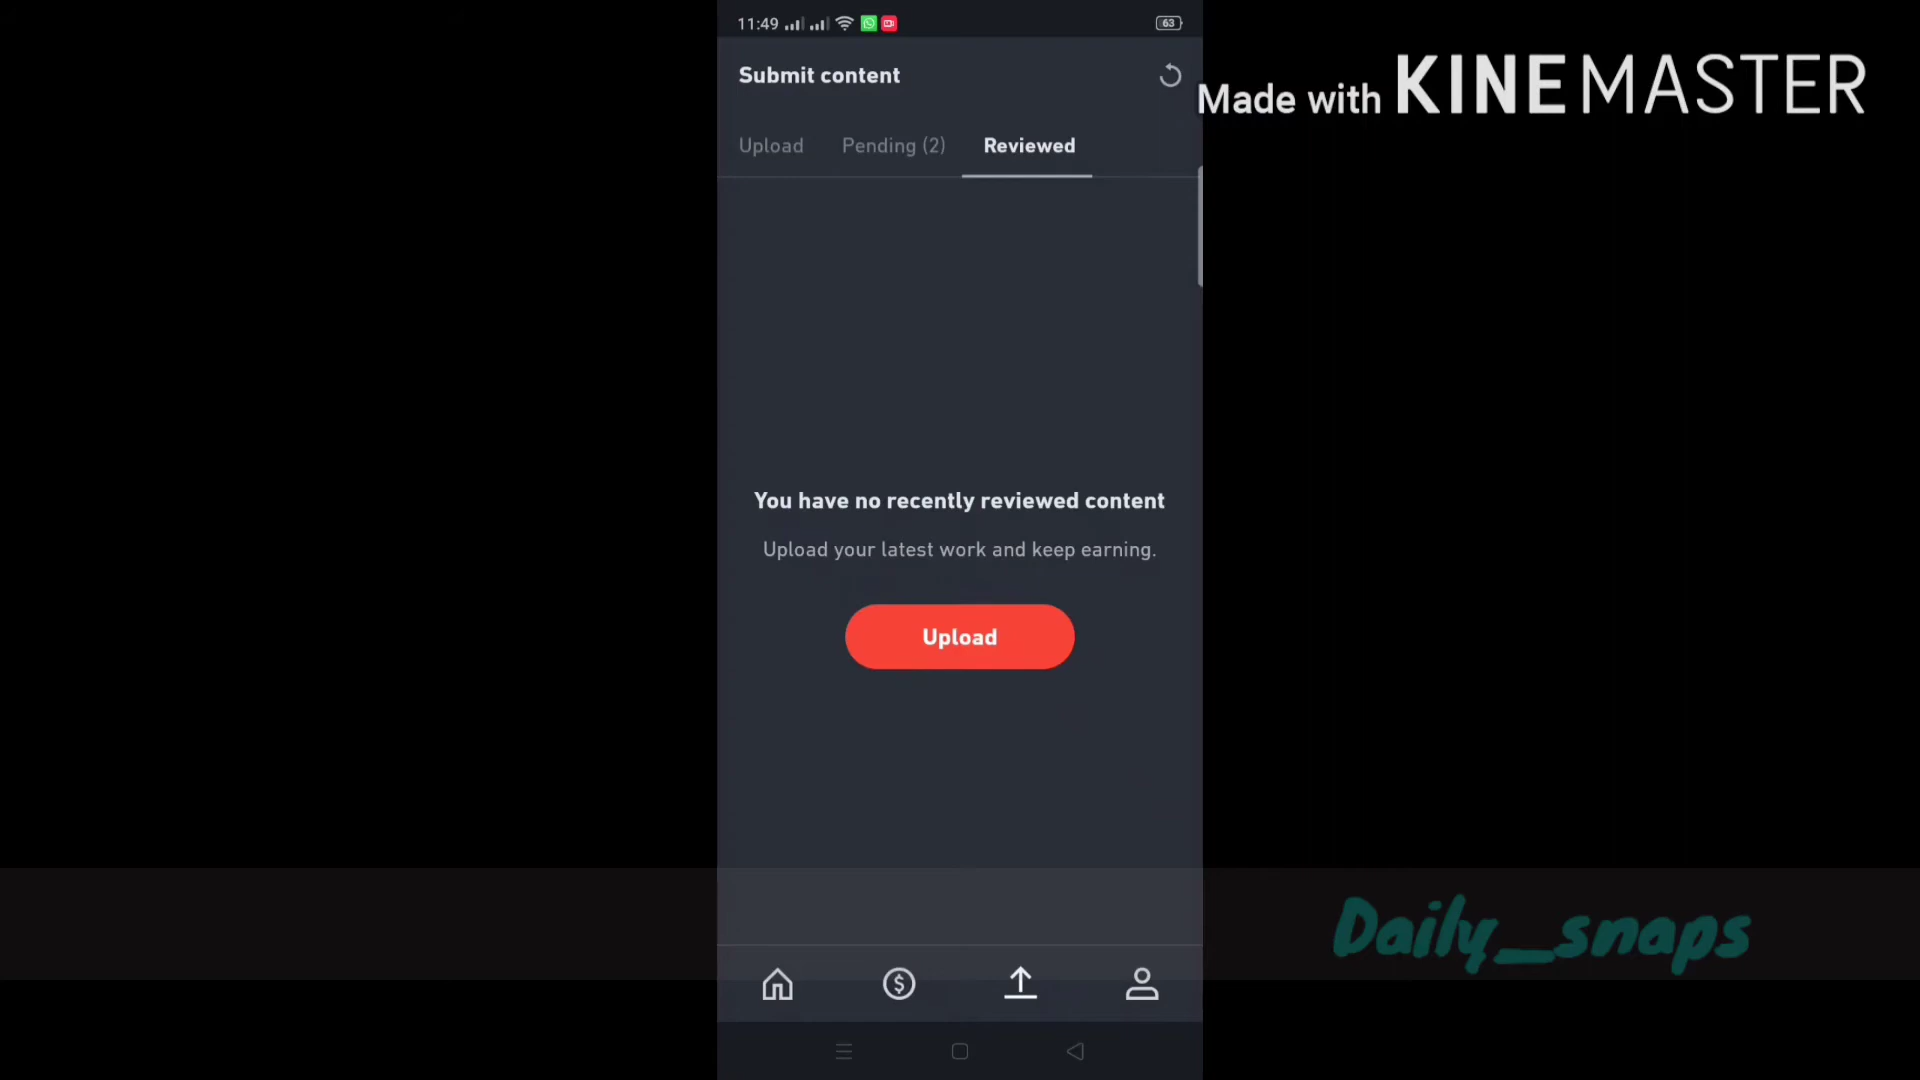 11:49
63
Submit content
Made with KINEMASTER
Upload Pending (2) Reviewed
You have no recently reviewed content
Upload your latest work and keep earning.
Upload
Daily_snaps